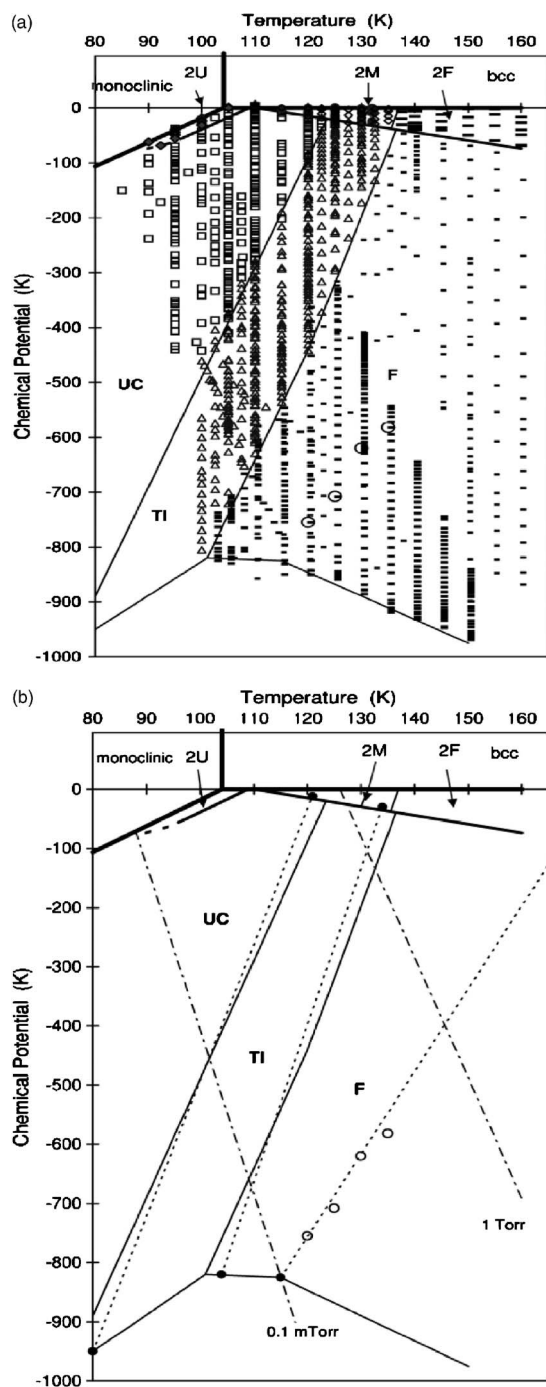 (a)
Temperature (K)
80 90 100 110 120 130 140 150 160
monoclinic 2U 2M 2F bcc
0
-100
-200
-300
-400
-500
-600
-700
-800
-900
-1000
Chemical Potential (K)
UC
TI
F
(b)
Temperature (K)
80 90 100 110 120 130 140 150 160
monoclinic 2U 2M 2F bcc
0
-100
-200
-300
-400
-500
-600
-700
-800
-900
-1000
Chemical Potential (K)
UC
TI
F
1 Torr
0.1 mTorr